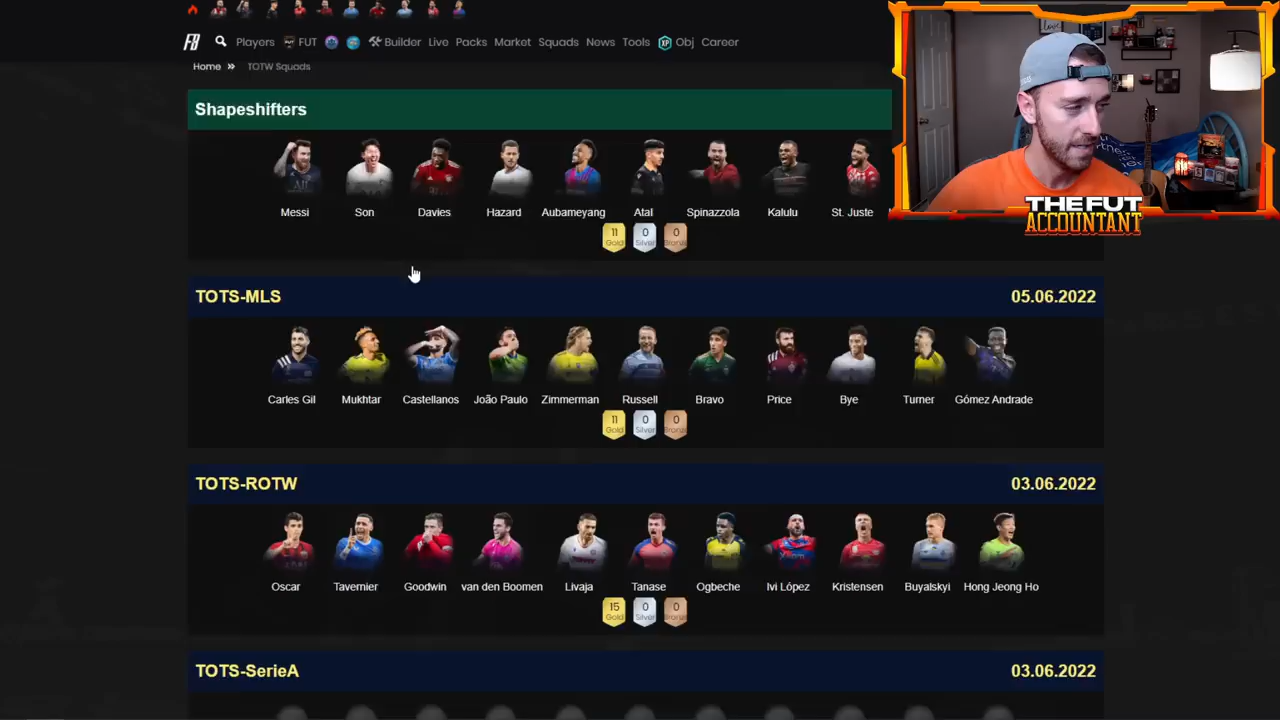 F8 Players FUT Builder Live Packs Market Squads News Tools XP Obj Career
Home » TOTW Squads
Shapeshifters
Messi Son Davies Hazard Aubameyang Atal Spinazzola Kalulu St. Juste
11 Gold 0 Silver 0 Bronze
THE FUT
ACCOUNTANT
TOTS-MLS 05.06.2022
Carles Gil Mukhtar Castellanos João Paulo Zimmerman Russell Bravo Price Bye Turner Gómez Andrade
11 Gold 0 Silver 0 Bronze
TOTS-ROTW 03.06.2022
Oscar Tavernier Goodwin van den Boomen Livaja Tanase Ogbeche Ivi López Kristensen Buyalskyi Hong Jeong Ho
15 Gold 0 Silver 0 Bronze
TOTS-SerieA 03.06.2022